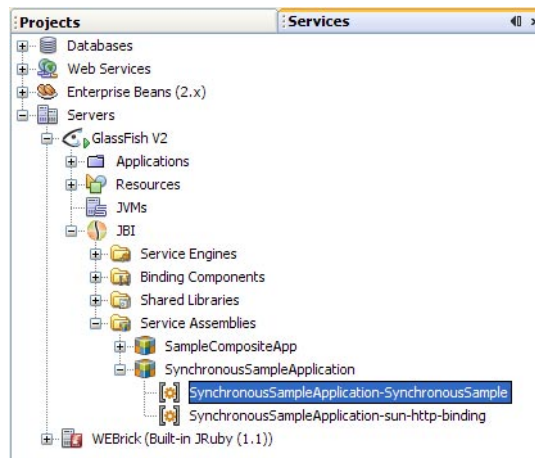 Projects Services
Databases
Web Services
Enterprise Beans (2.x)
Servers
GlassFish V2
Applications
Resources
JVMs
JBI
Service Engines
Binding Components
Shared Libraries
Service Assemblies
SampleCompositeApp
SynchronousSampleApplication
SynchronousSampleApplication-SynchronousSample
SynchronousSampleApplication-sun-http-binding
WEBrick (Built-in JRuby (1.1))